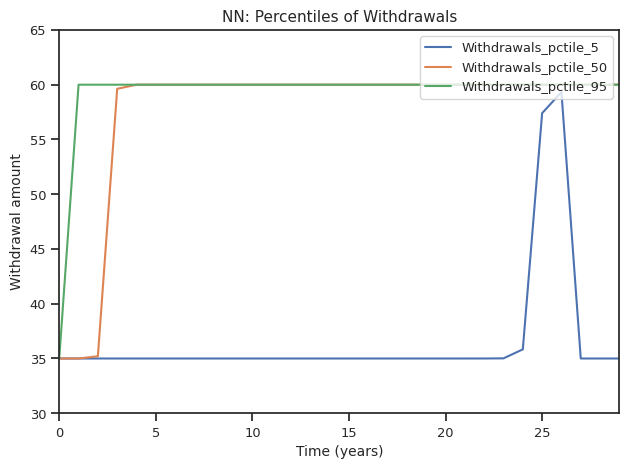 NN: Percentiles of Withdrawals
65
60
55
50
45
40
35
30
Withdrawal amount
Withdrawals_pctile_5
Withdrawals_pctile_50
Withdrawals_pctile_95
0 5 10 15 20 25
Time (years)